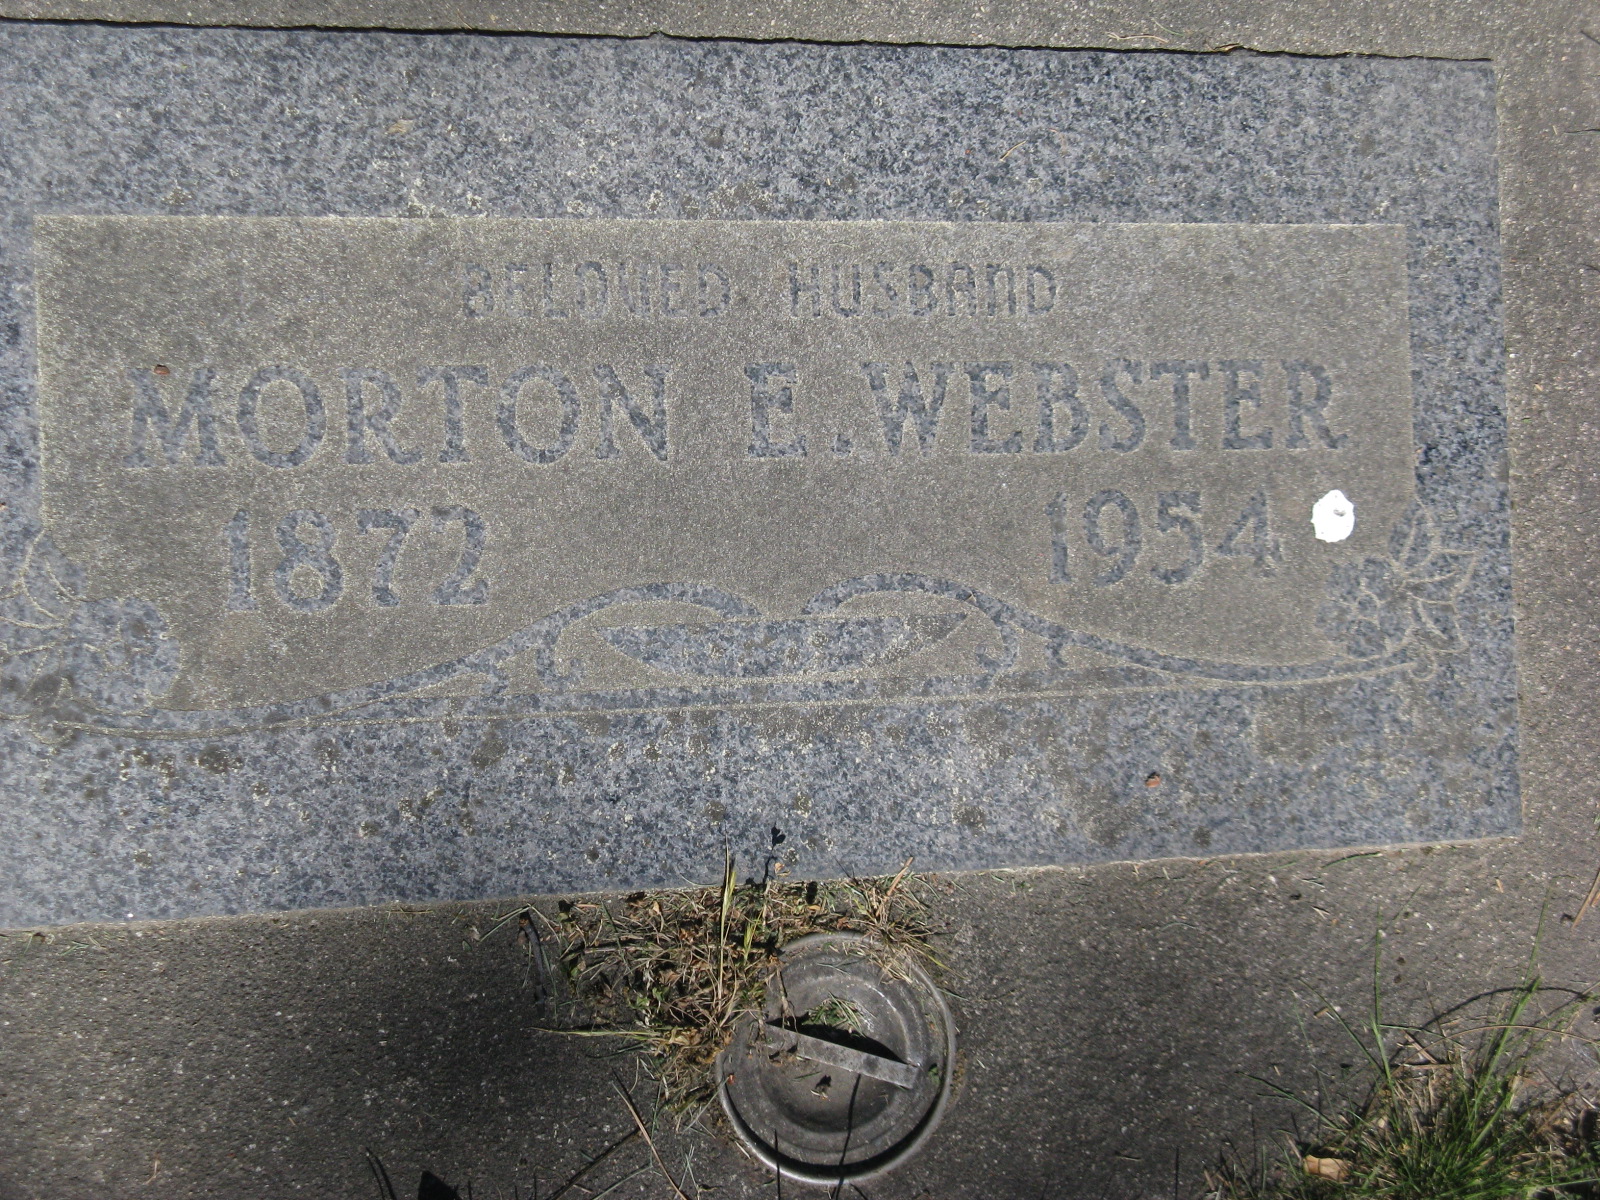 BELOVED HUSBAND
MORTON E. WEBSTER
1872 1954